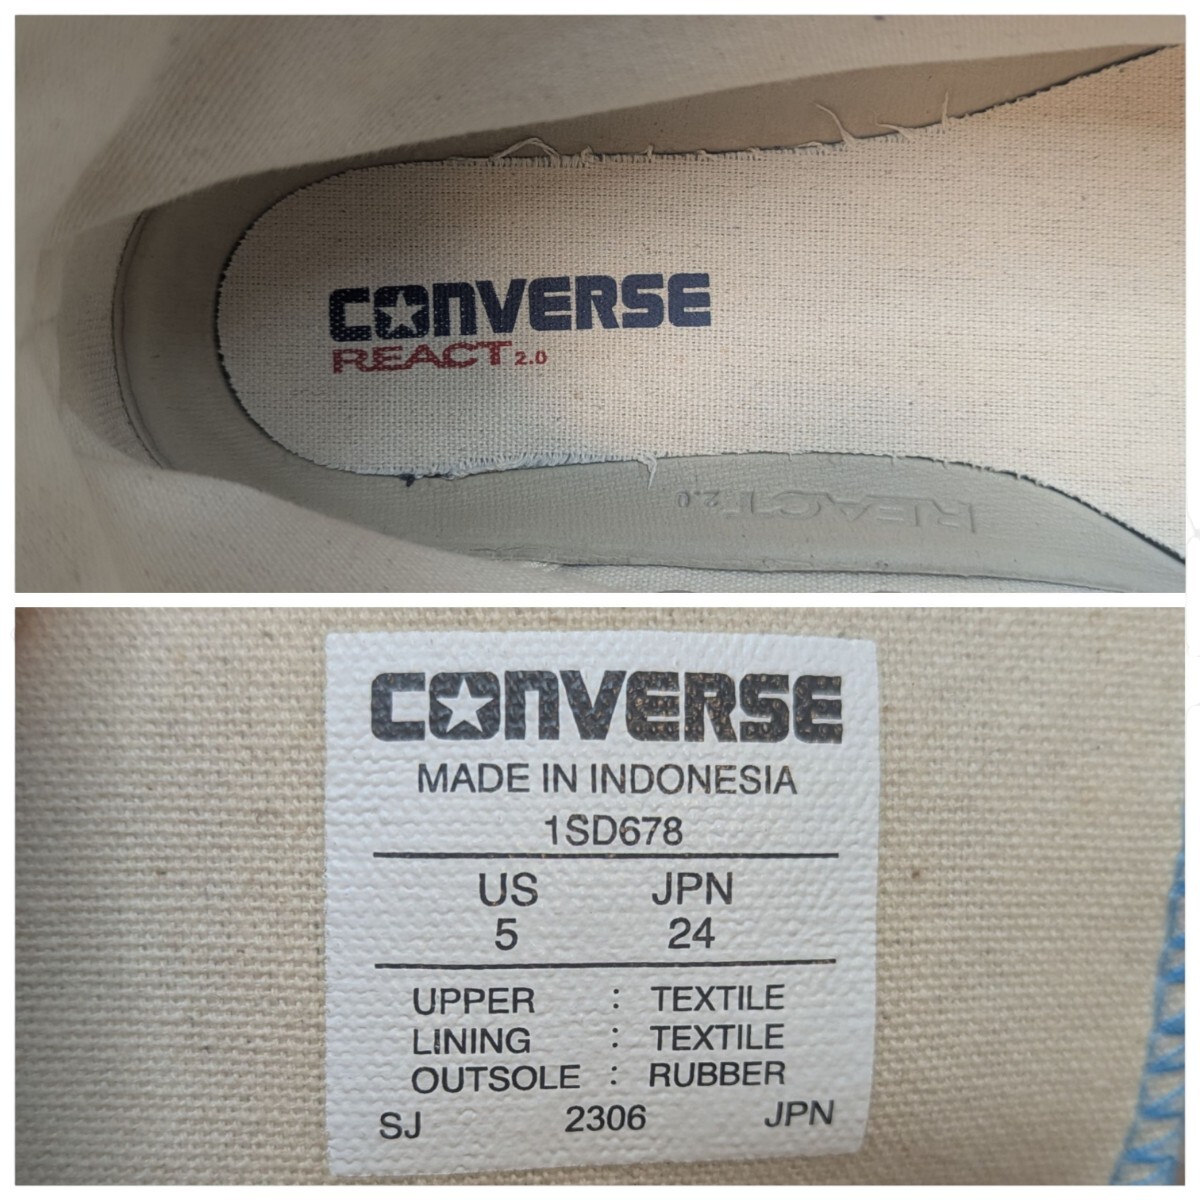 CONVERSE
REACT 2.0
REACT 2.0
CONVERSE
MADE IN INDONESIA
1SD678
US JPN
5 24
UPPER : TEXTILE
LINING : TEXTILE
OUTSOLE : RUBBER
SJ 2306 JPN